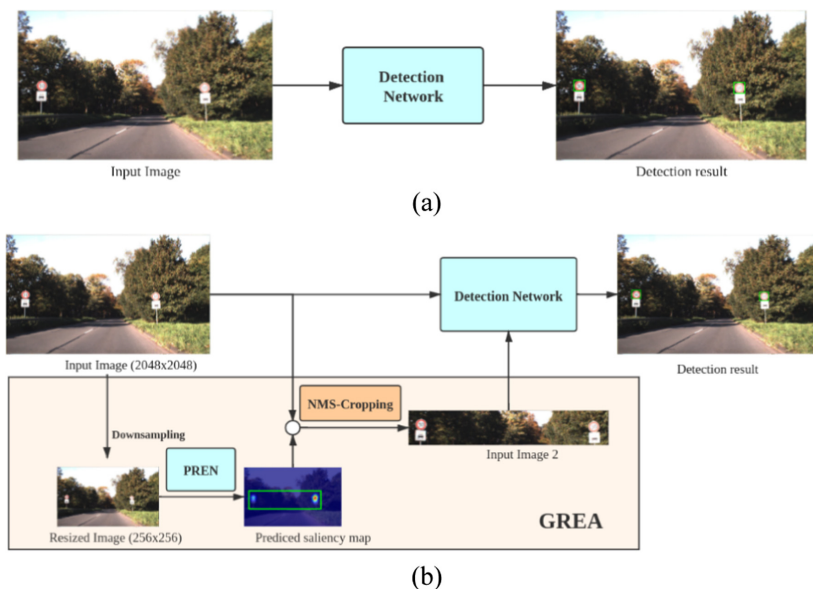 Detection
Network
Input Image
Detection result
(a)
Detection Network
Input Image (2048x2048)
Detection result
NMS-Cropping
Downsampling
Input Image 2
PREN
GREA
Resized Image (256x256)
Prediced saliency map
(b)